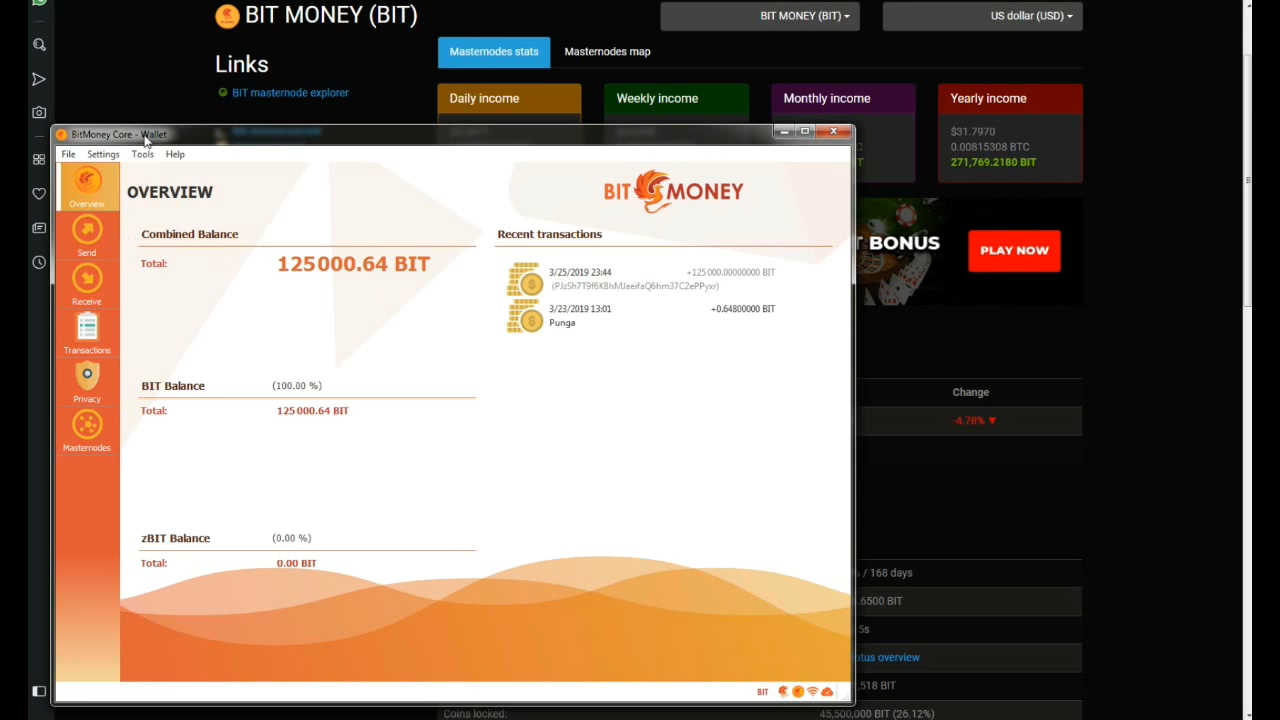 BIT MONEY (BIT)
BIT MONEY (BIT)
US dollar (USD)
Links
Masternodes stats
Masternodes map
BIT masternode explorer
Daily income
Weekly income
Monthly income
Yearly income
$31.7970
0.00815308 BTC
271,769.2180 BIT
BitMoney Core - Wallet
File Settings Tools Help
Overview
Send
Receive
Transactions
Privacy
Masternodes
OVERVIEW
BIT MONEY
Combined Balance
Total: 125000.64 BIT
Recent transactions
3/25/2019 23:44 +125000.00000000 BIT
3/23/2019 13:01 +0.64800000 BIT
Punga
BIT Balance (100.00 %)
Total: 125000.64 BIT
zBIT Balance (0.00 %)
Total: 0.00 BIT
BIT
BONUS
PLAY NOW
Change
-4.78% ▼
/ 168 days
.6500 BIT
5s
atus overview
,518 BIT
Coins locked: 45,500,000 BIT (26.12%)